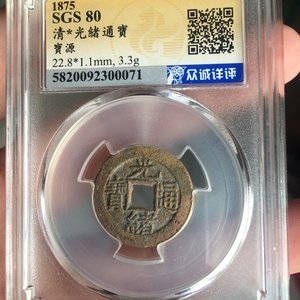 1875
SGS 80
清*光緒通寶
寶源
22.8*1.1mm, 3.3g
5820092300071
众诚详评
光
寶 通
緒